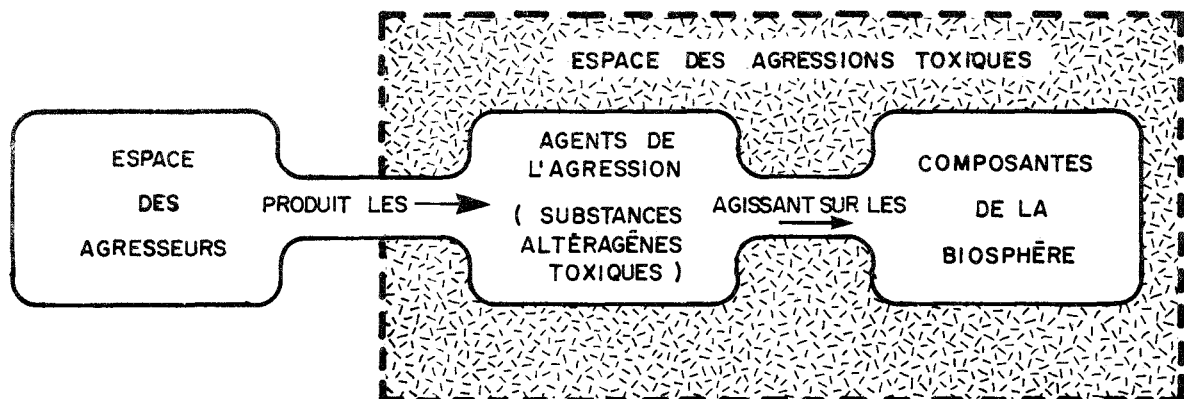 ESPACE DES AGRESSIONS TOXIQUES
ESPACE
DES
AGRESSEURS
PRODUIT LES
AGENTS DE
L'AGRESSION
( SUBSTANCES
ALTÉRAGÈNES
TOXIQUES )
AGISSANT SUR LES
COMPOSANTES
DE LA
BIOSPHÈRE